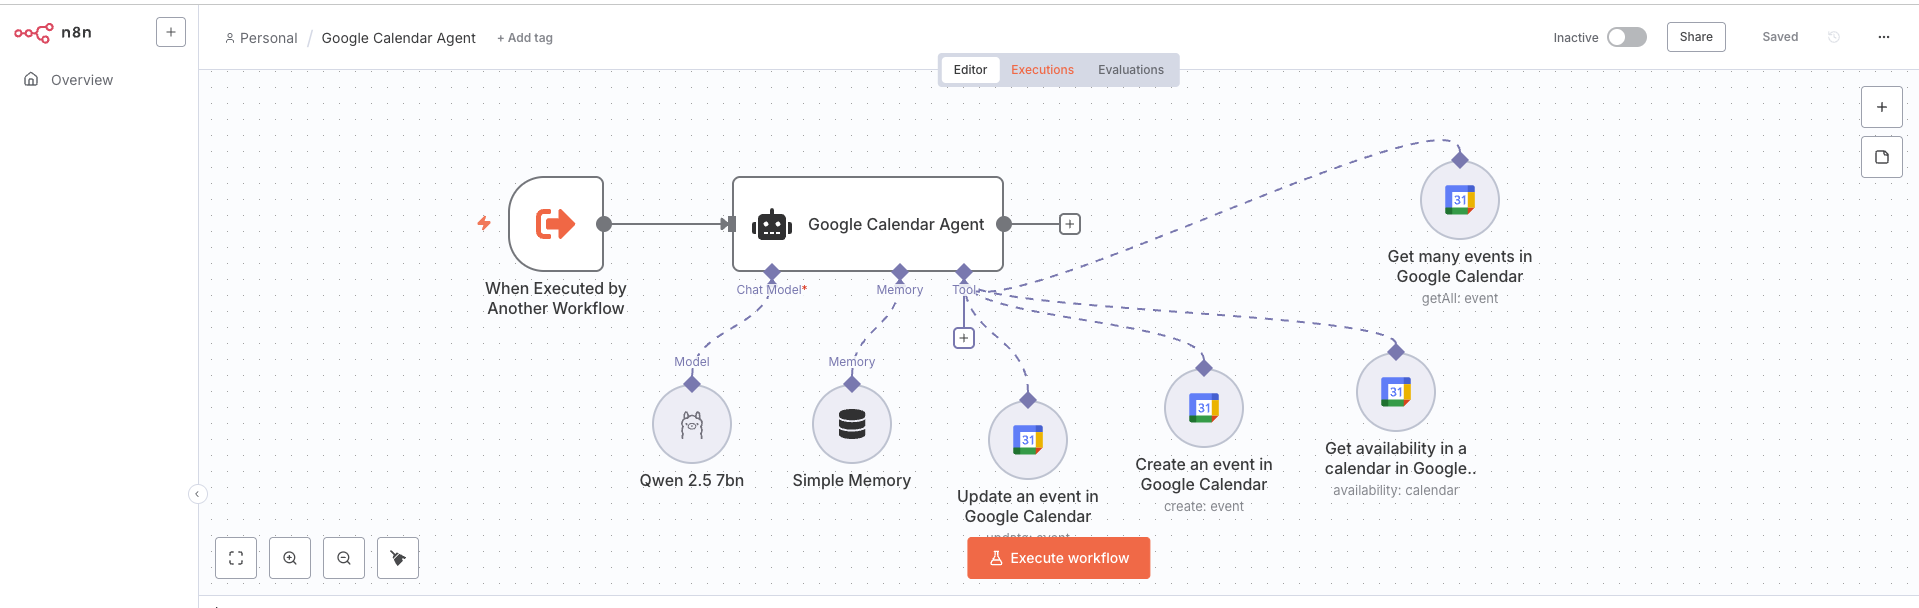 n8n
Personal / Google Calendar Agent + Add tag
Inactive
Share
Saved
Overview
Editor
Executions
Evaluations
When Executed by
Another Workflow
Google Calendar Agent
Chat Model*
Memory
Tool
Model
Memory
Qwen 2.5 7bn
Simple Memory
31
Update an event in
Google Calendar
update: event
31
Create an event in
Google Calendar
create: event
31
Get availability in a
calendar in Google..
availability: calendar
31
Get many events in
Google Calendar
getAll: event
Execute workflow